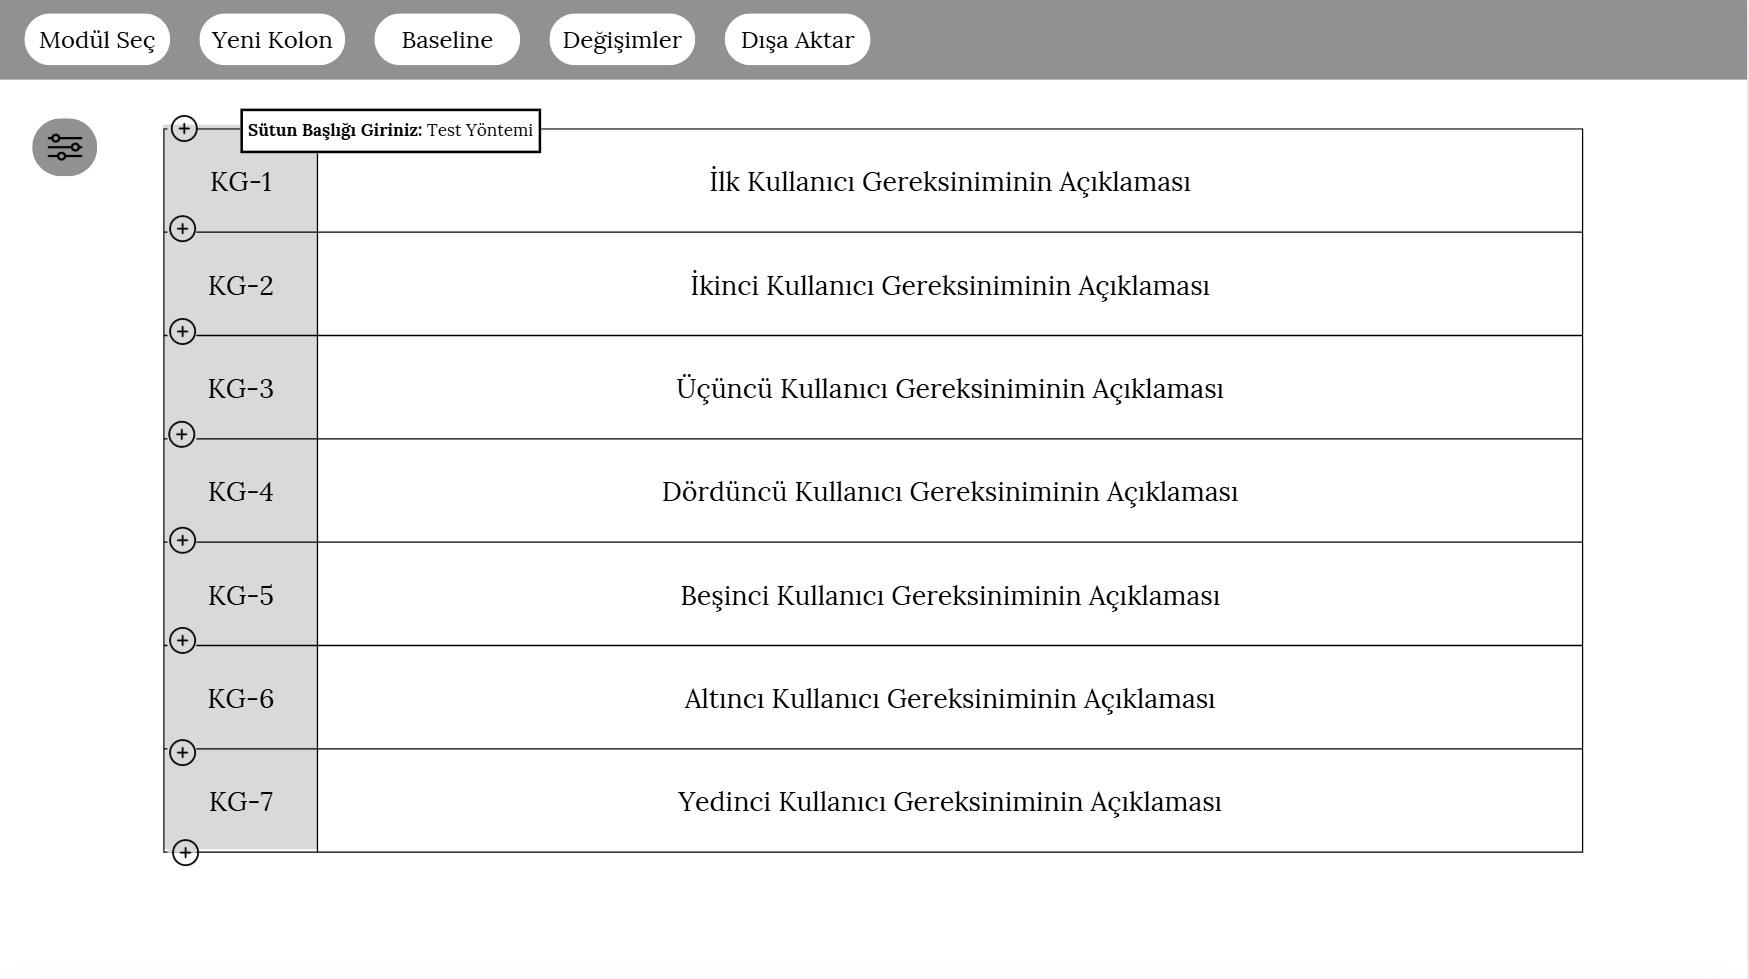 Modül Seç Yeni Kolon Baseline Değişimler Dışa Aktar
Sütun Başlığı Giriniz: Test Yöntemi
KG-1 İlk Kullanıcı Gereksiniminin Açıklaması
KG-2 İkinci Kullanıcı Gereksiniminin Açıklaması
KG-3 Üçüncü Kullanıcı Gereksiniminin Açıklaması
KG-4 Dördüncü Kullanıcı Gereksiniminin Açıklaması
KG-5 Beşinci Kullanıcı Gereksiniminin Açıklaması
KG-6 Altıncı Kullanıcı Gereksiniminin Açıklaması
KG-7 Yedinci Kullanıcı Gereksiniminin Açıklaması